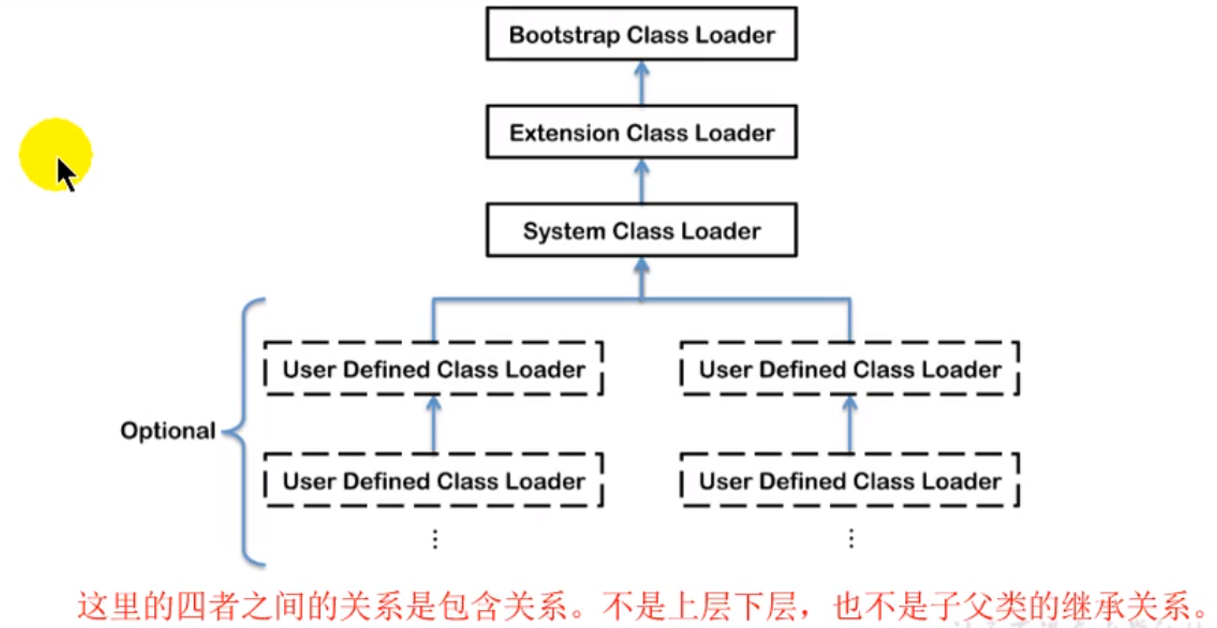 Bootstrap Class Loader
Extension Class Loader
System Class Loader
User Defined Class Loader
User Defined Class Loader
Optional
User Defined Class Loader
User Defined Class Loader
⋮
⋮
这里的四者之间的关系是包含关系。不是上层下层，也不是子父类的继承关系。